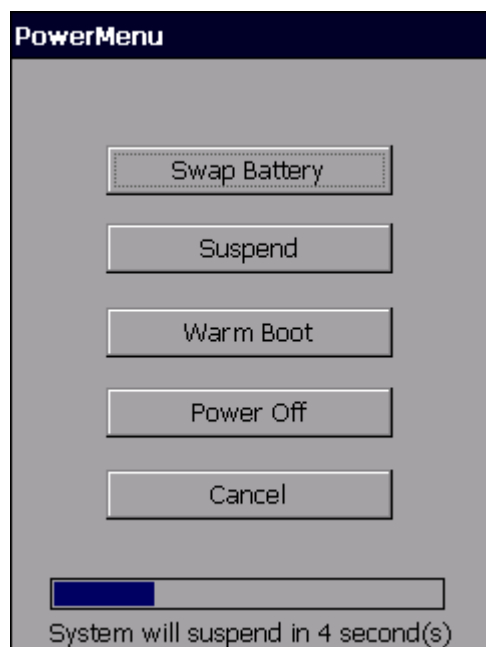 PowerMenu
Swap Battery
Suspend
Warm Boot
Power Off
Cancel
System will suspend in 4 second(s)